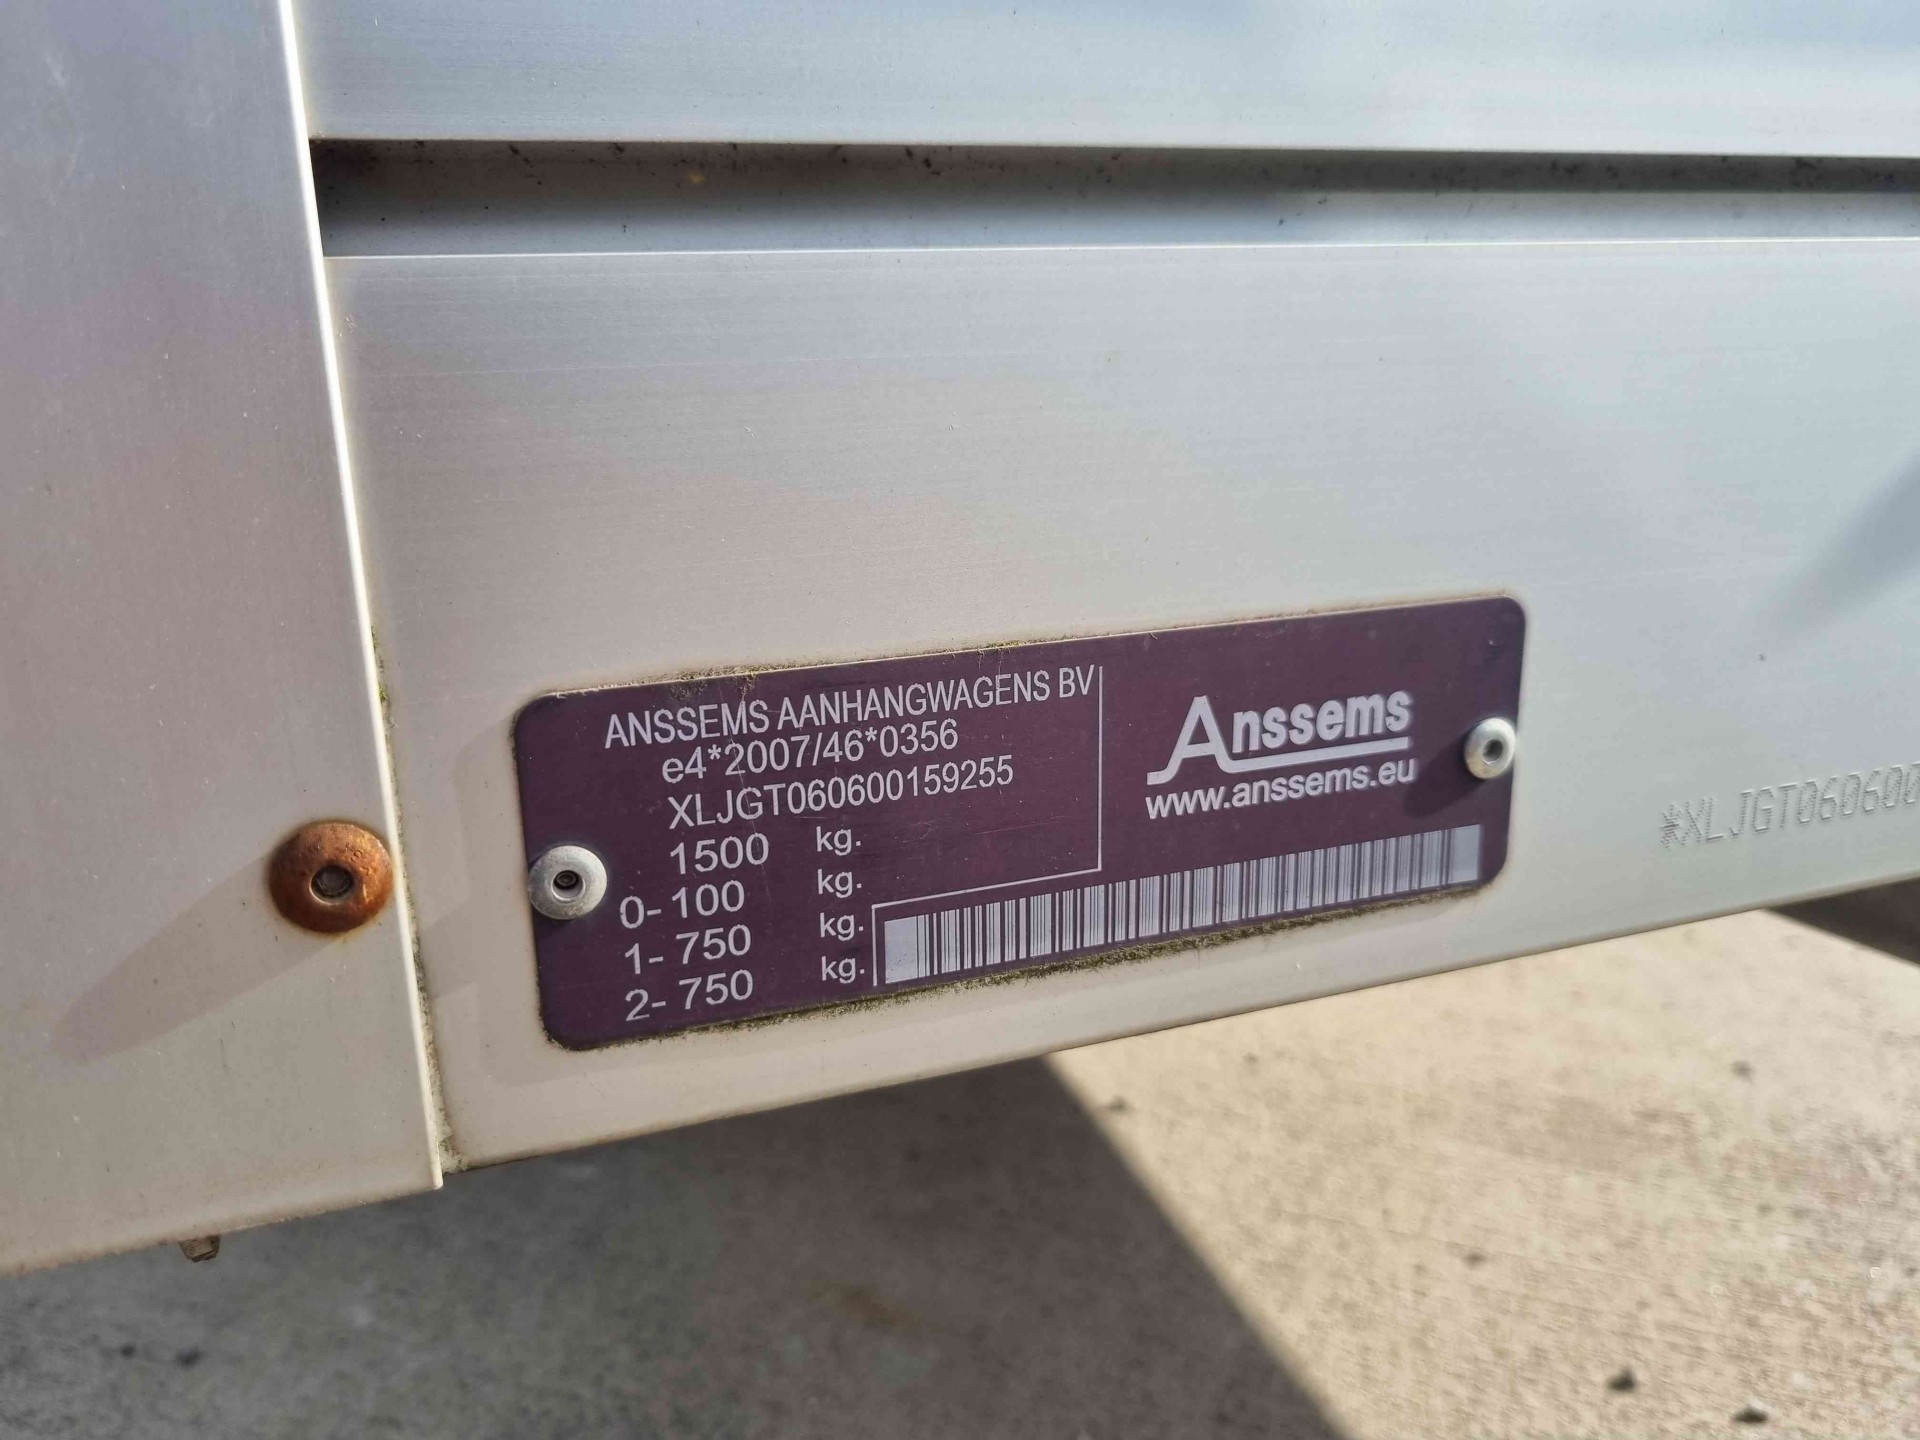 ANSSEMS AANHANGWAGENS BV
e4*2007/46*0356
XLJGT060600159255
1500 kg.
0- 100 kg.
1- 750 kg.
2- 750 kg.
Anssems
www.anssems.eu
*XLJGT060600